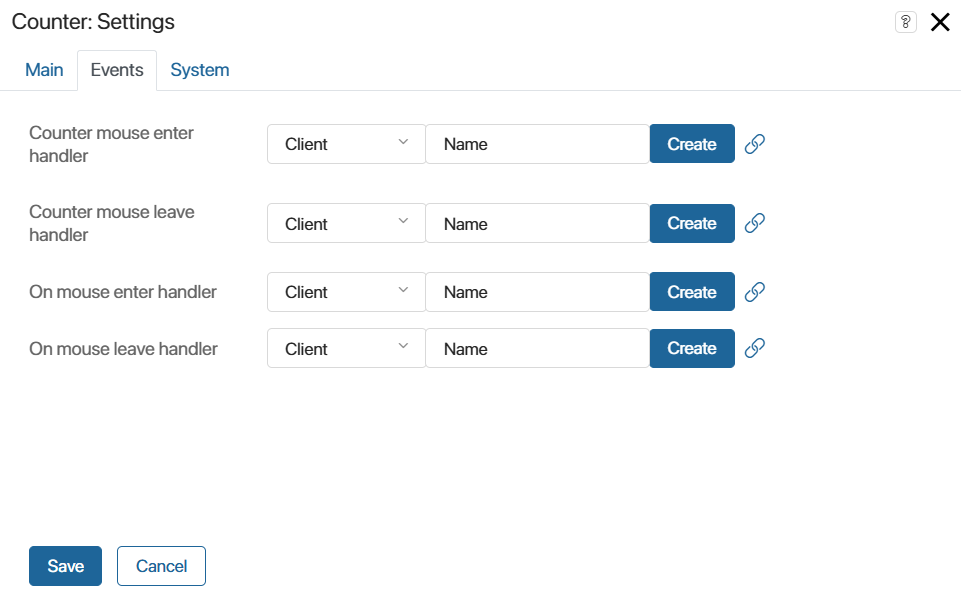 Counter: Settings
?
Main Events System
Counter mouse enter
handler
Client Name Create
Counter mouse leave
handler
Client Name Create
On mouse enter handler Client Name Create
On mouse leave handler Client Name Create
Save Cancel